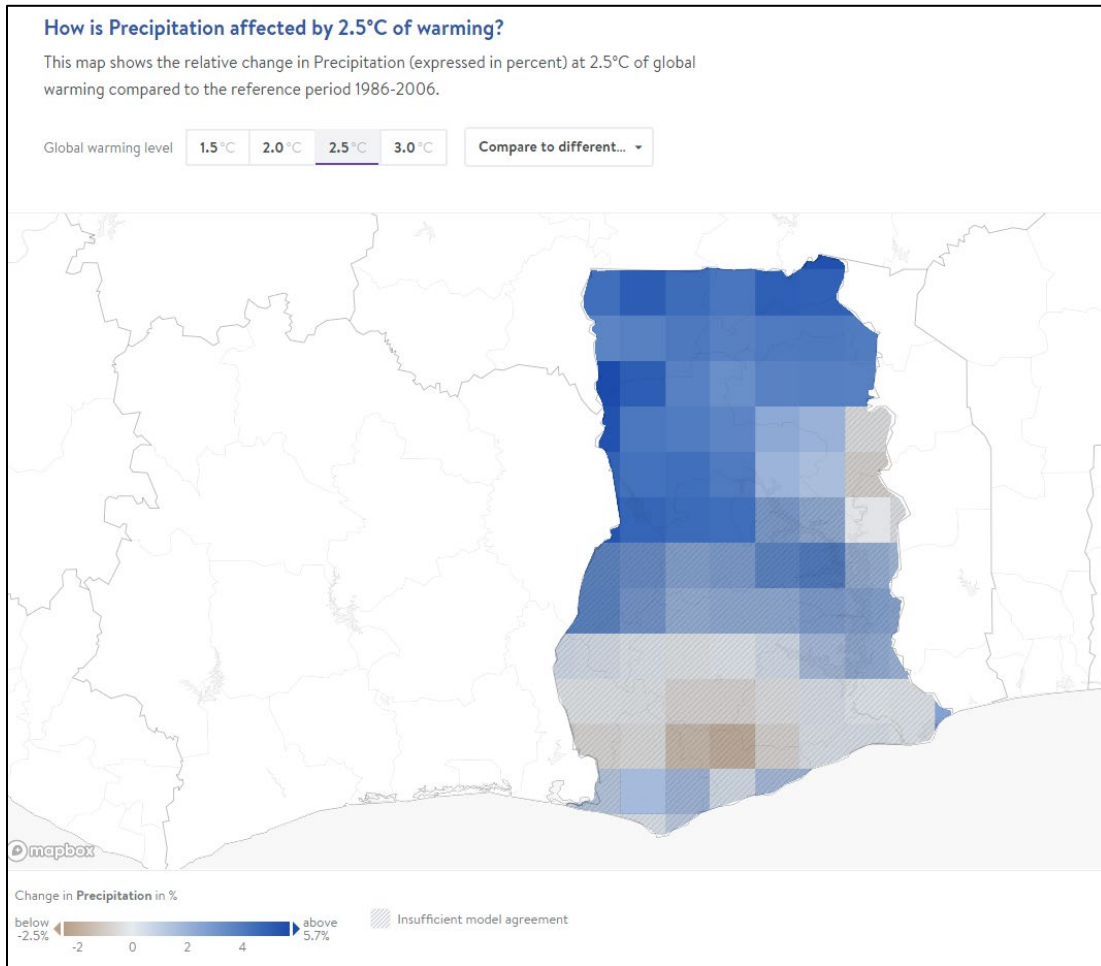 How is Precipitation affected by 2.5°C of warming?
This map shows the relative change in Precipitation (expressed in percent) at 2.5°C of global
warming compared to the reference period 1986-2006.
Global warming level 1.5°C 2.0°C 2.5°C 3.0°C Compare to different...
mapbox
Change in Precipitation in %
below -2.5%
above 5.7%
-2 0 2 4
Insufficient model agreement